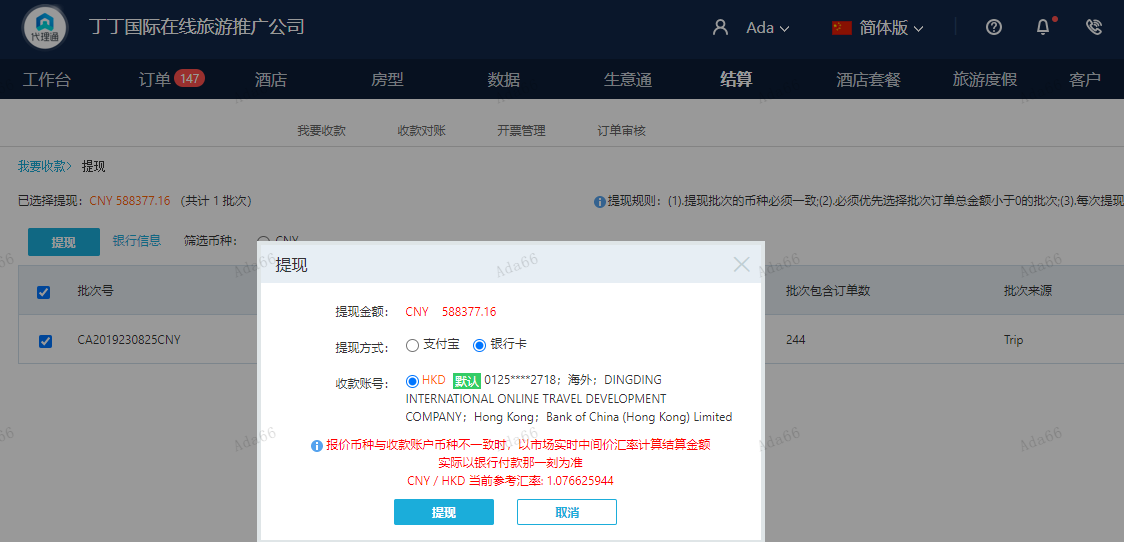 代理通
丁丁国际在线旅游推广公司
Ada
简体版
工作台
订单 147
酒店
房型
数据
生意通
结算
酒店套餐
旅游度假
客户
我要收款
收款对账
开票管理
订单审核
我要收款> 提现
已选择提现：CNY 588377.16 （共计 1 批次）
提现规则：(1).提现批次的币种必须一致;(2).必须优先选择批次订单总金额小于0的批次;(3).每次提现
提现
银行信息
筛选币种：
CNY
批次号
批次包含订单数
批次来源
CA2019230825CNY
244
Trip
提现
提现金额： CNY 588377.16
提现方式： 支付宝 银行卡
收款账号： HKD 默认 0125****2718；海外；DINGDING
INTERNATIONAL ONLINE TRAVEL DEVELOPMENT
COMPANY；Hong Kong；Bank of China (Hong Kong) Limited
报价币种与收款账户币种不一致时，以市场实时中间价汇率计算结算金额
实际以银行付款那一刻为准
CNY / HKD 当前参考汇率: 1.076625944
提现
取消
Ada66
Ada66
Ada66
Ada66
Ada66
Ada66
Ada66
Ada66